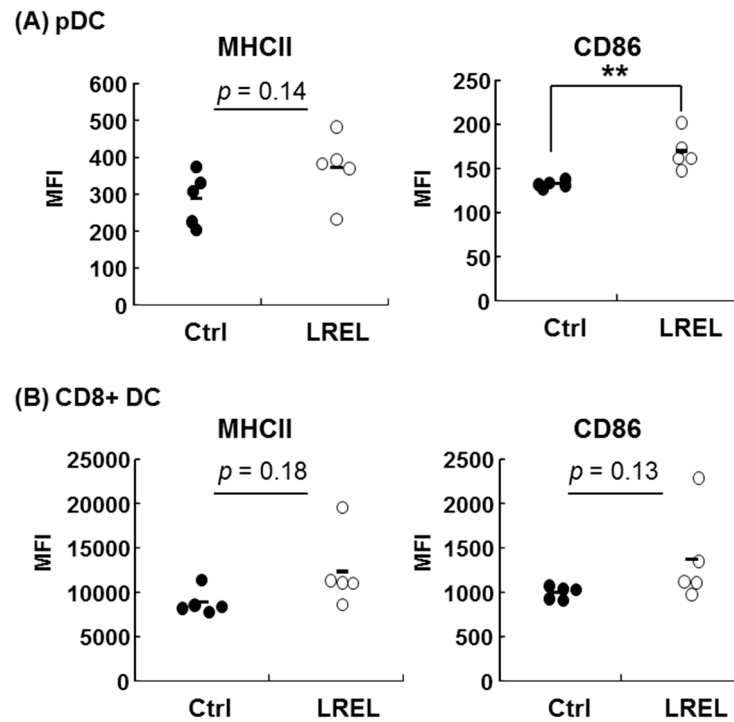 (A) pDC
MHCII
CD86
600
500
400
300
200
100
0
MFI
p = 0.14
Ctrl
LREL
250
200
150
100
50
0
MFI
**
Ctrl
LREL
(B) CD8+ DC
MHCII
CD86
25000
20000
15000
10000
5000
0
MFI
p = 0.18
Ctrl
LREL
2500
2000
1500
1000
500
0
MFI
p = 0.13
Ctrl
LREL